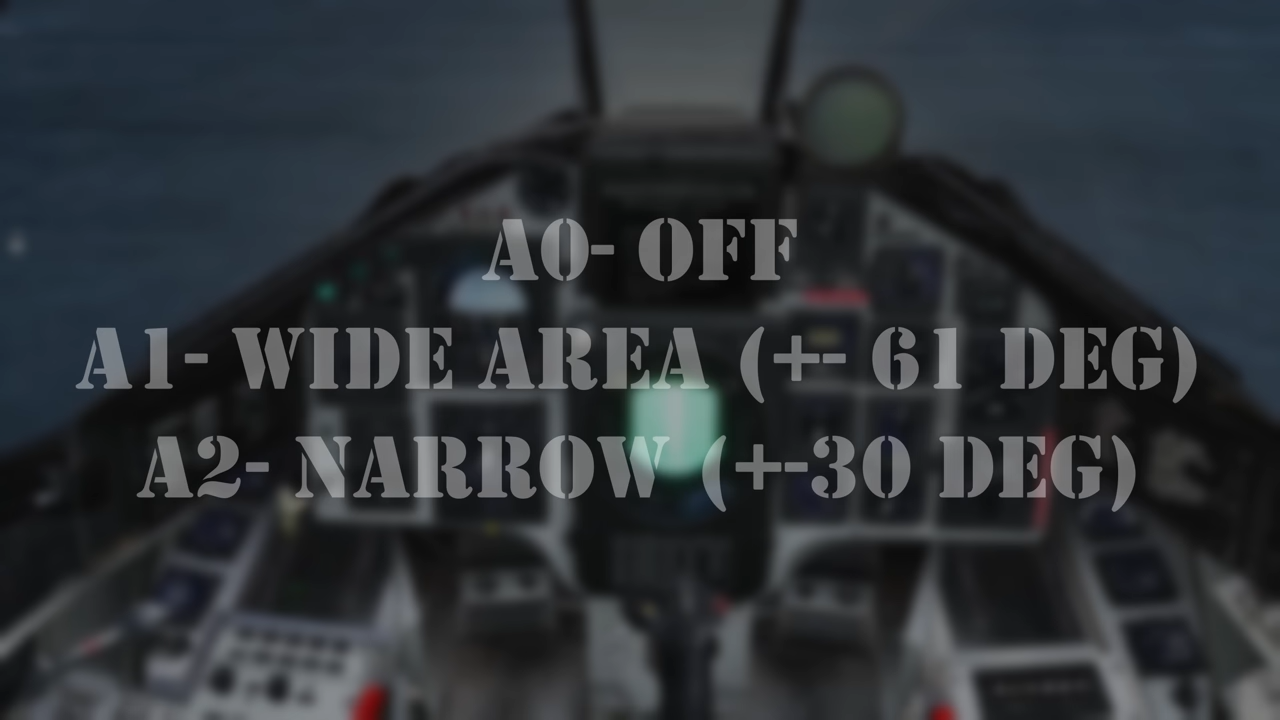 A0- OFF
A1- WIDE AREA (+- 61 DEG)
A2- NARROW (+-30 DEG)